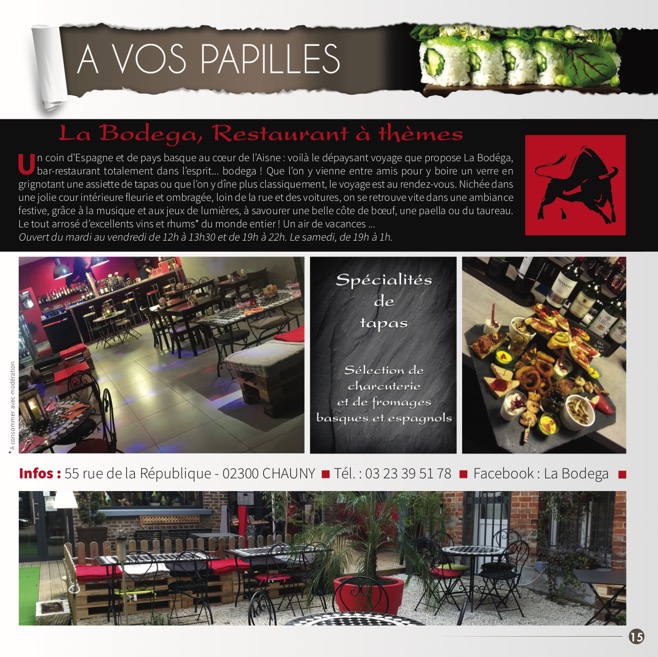 A VOS PAPILLES
La Bodega, Restaurant à thèmes
Un coin d'Espagne et de pays basque au cœur de l'Aisne : voilà le dépaysant voyage que propose La Bodéga,
bar-restaurant totalement dans l'esprit... bodega ! Que l'on y vienne entre amis pour y boire un verre en
grignotant une assiette de tapas ou que l'on y dîne plus classiquement, le voyage est au rendez-vous. Nichée dans
une jolie cour intérieure fleurie et ombragée, loin de la rue et des voitures, on se retrouve vite dans une ambiance
festive, grâce à la musique et aux jeux de lumières, à savourer une belle côte de bœuf, une paella ou du taureau.
Le tout arrosé d'excellents vins et rhums* du monde entier ! Un air de vacances ...
Ouvert du mardi au vendredi de 12h à 13h30 et de 19h à 22h. Le samedi, de 19h à 1h.
Spécialités
de
tapas
Sélection de
charcuterie
et de fromages
basques et espagnols
* A consommer avec modération
Infos : 55 rue de la République - 02300 CHAUNY ■ Tél. : 03 23 39 51 78 ■ Facebook : La Bodega ■
15